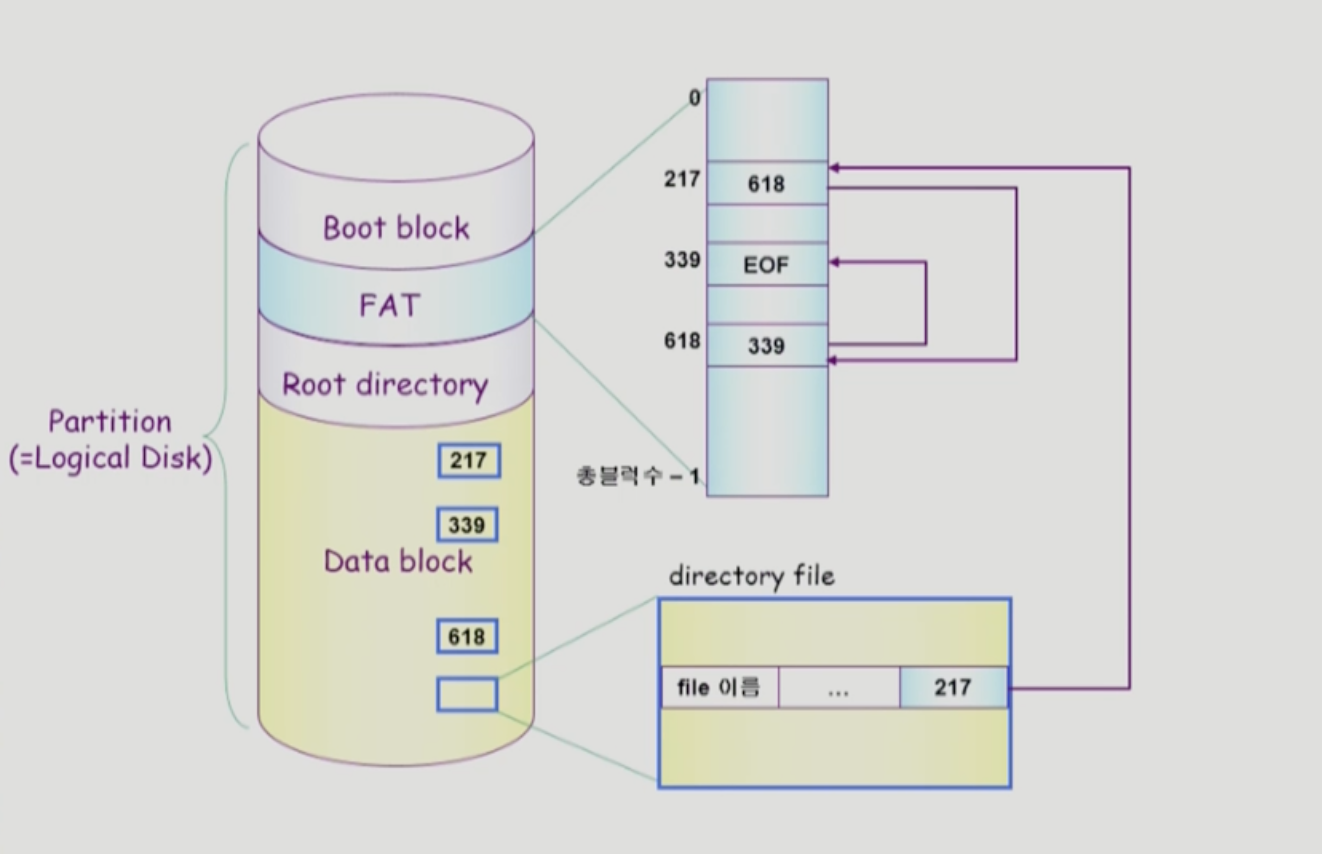 Boot block
FAT
Root directory
Partition
(=Logical Disk)
217
339
Data block
618
0
217
618
339
EOF
618
339
총블럭수 – 1
directory file
file 이름
...
217